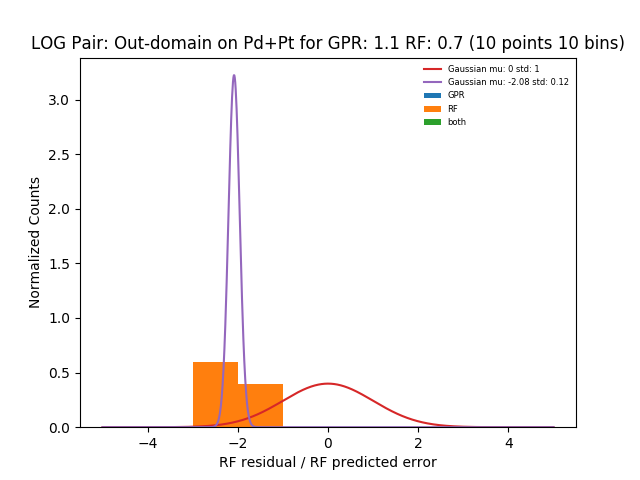 LOG Pair: Out-domain on Pd+Pt for GPR: 1.1 RF: 0.7 (10 points 10 bins)
Gaussian mu: 0 std: 1
Gaussian mu: -2.08 std: 0.12
GPR
RF
both
Normalized Counts
3.0
2.5
2.0
1.5
1.0
0.5
0.0
−4
−2
0
2
4
RF residual / RF predicted error